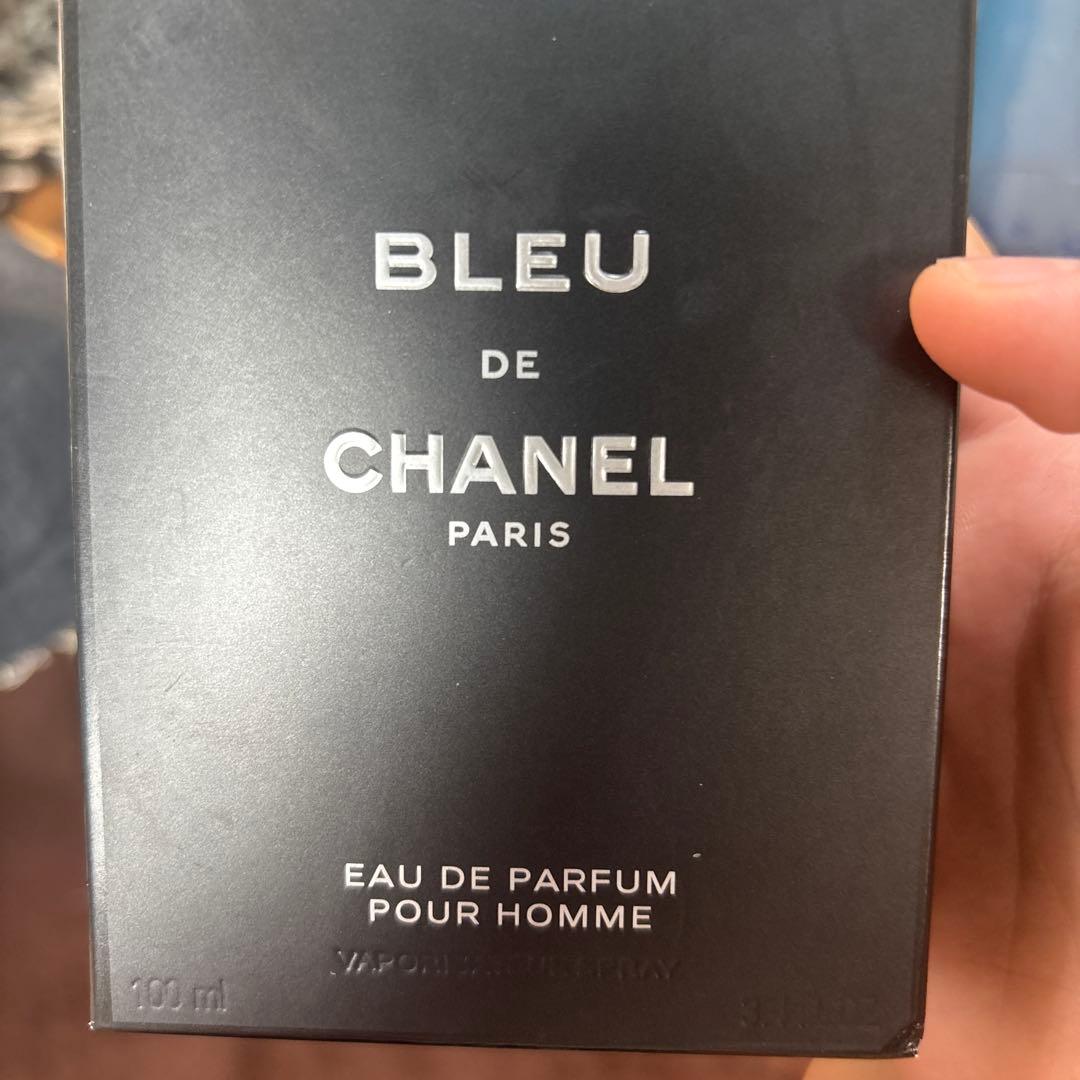 BLEU
DE
CHANEL
PARIS
EAU DE PARFUM
POUR HOMME
100 ml